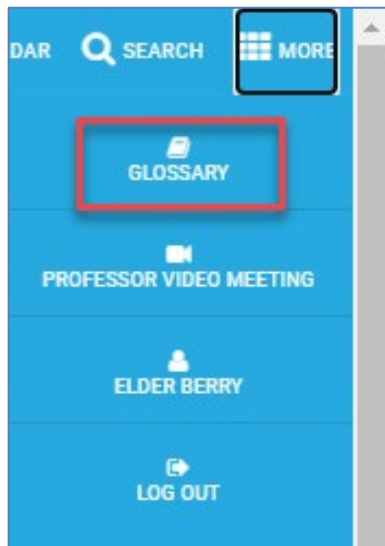 DAR SEARCH MORE
GLOSSARY
PROFESSOR VIDEO MEETING
ELDER BERRY
LOG OUT